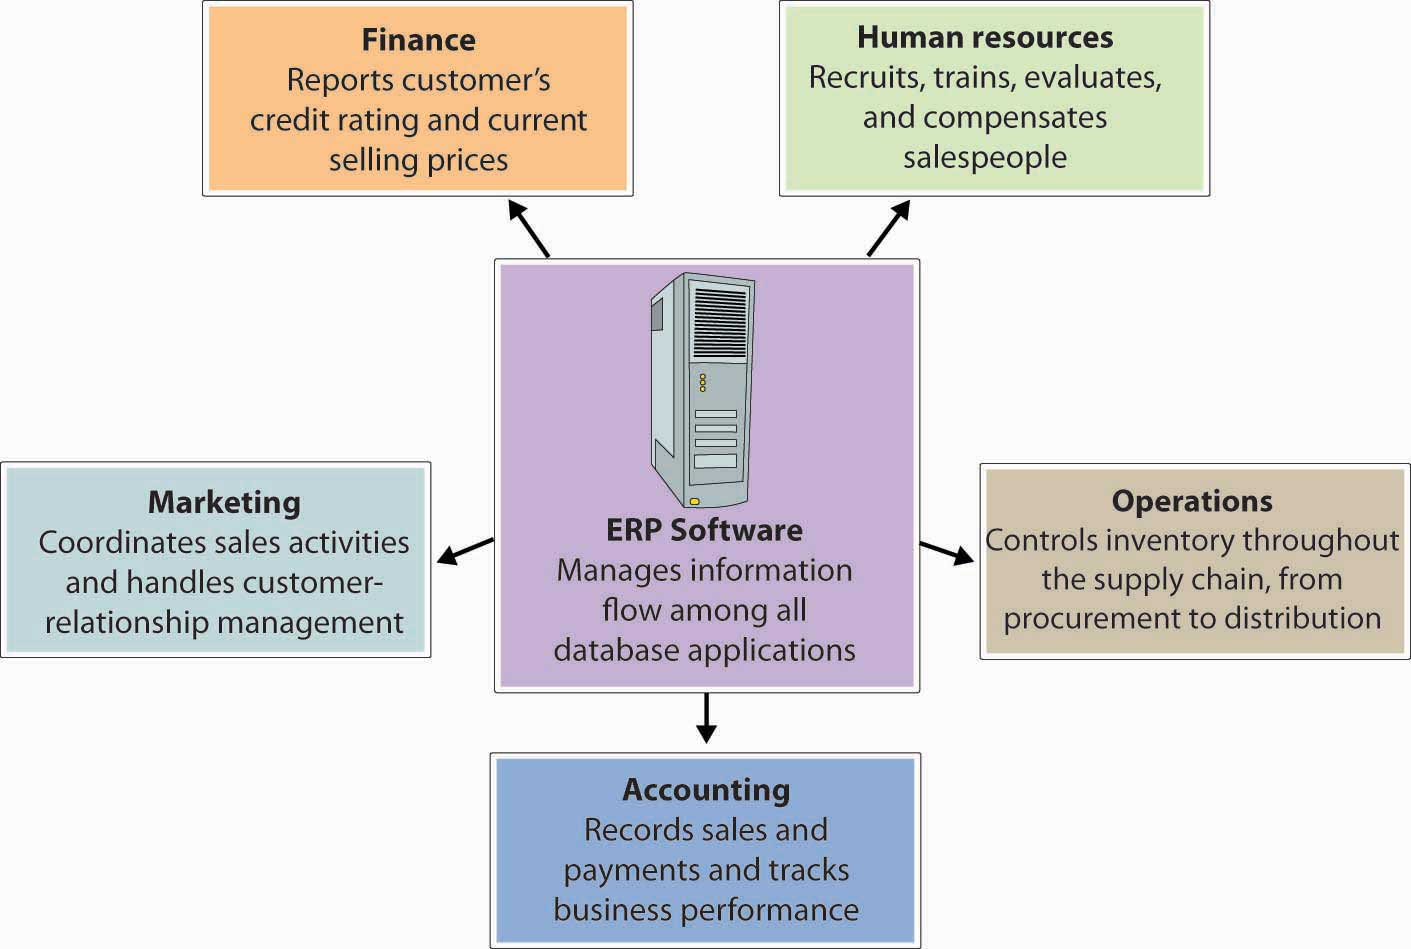 Finance
Reports customer’s
credit rating and current
selling prices
Human resources
Recruits, trains, evaluates,
and compensates
salespeople
Marketing
Coordinates sales activities
and handles customer-
relationship management
ERP Software
Manages information
flow among all
database applications
Operations
Controls inventory throughout
the supply chain, from
procurement to distribution
Accounting
Records sales and
payments and tracks
business performance